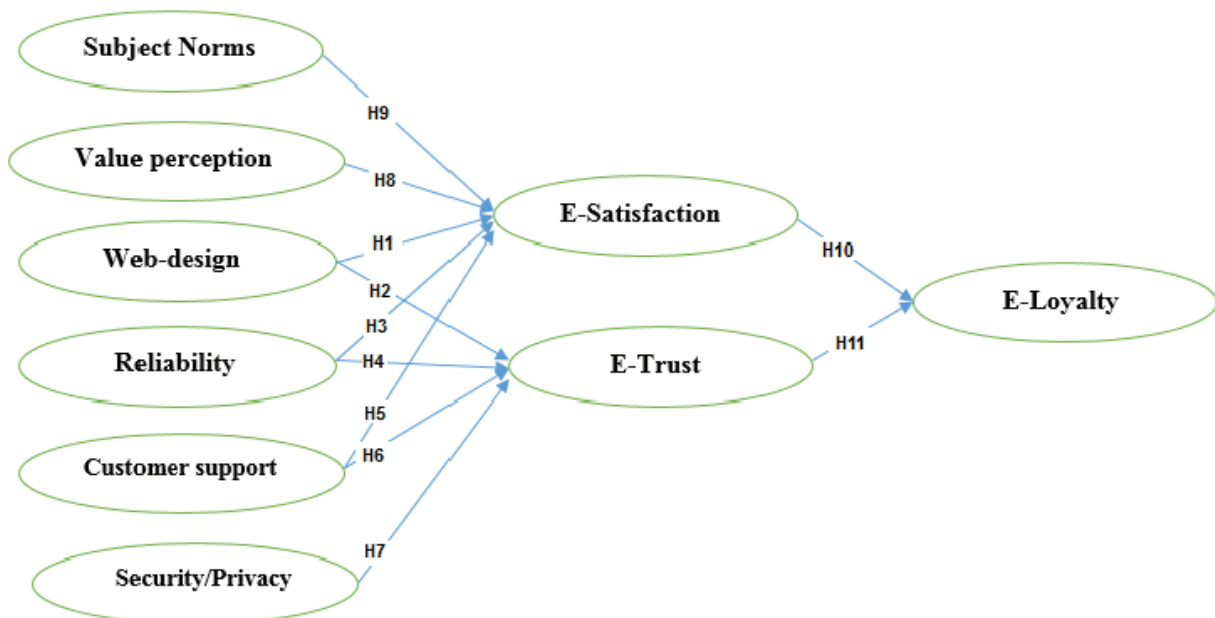 Subject Norms
H9
Value perception
H8
E-Satisfaction
Web-design
H1
H10
H2
E-Loyalty
H3
Reliability
H4
E-Trust
H11
H5
Customer support
H6
H7
Security/Privacy